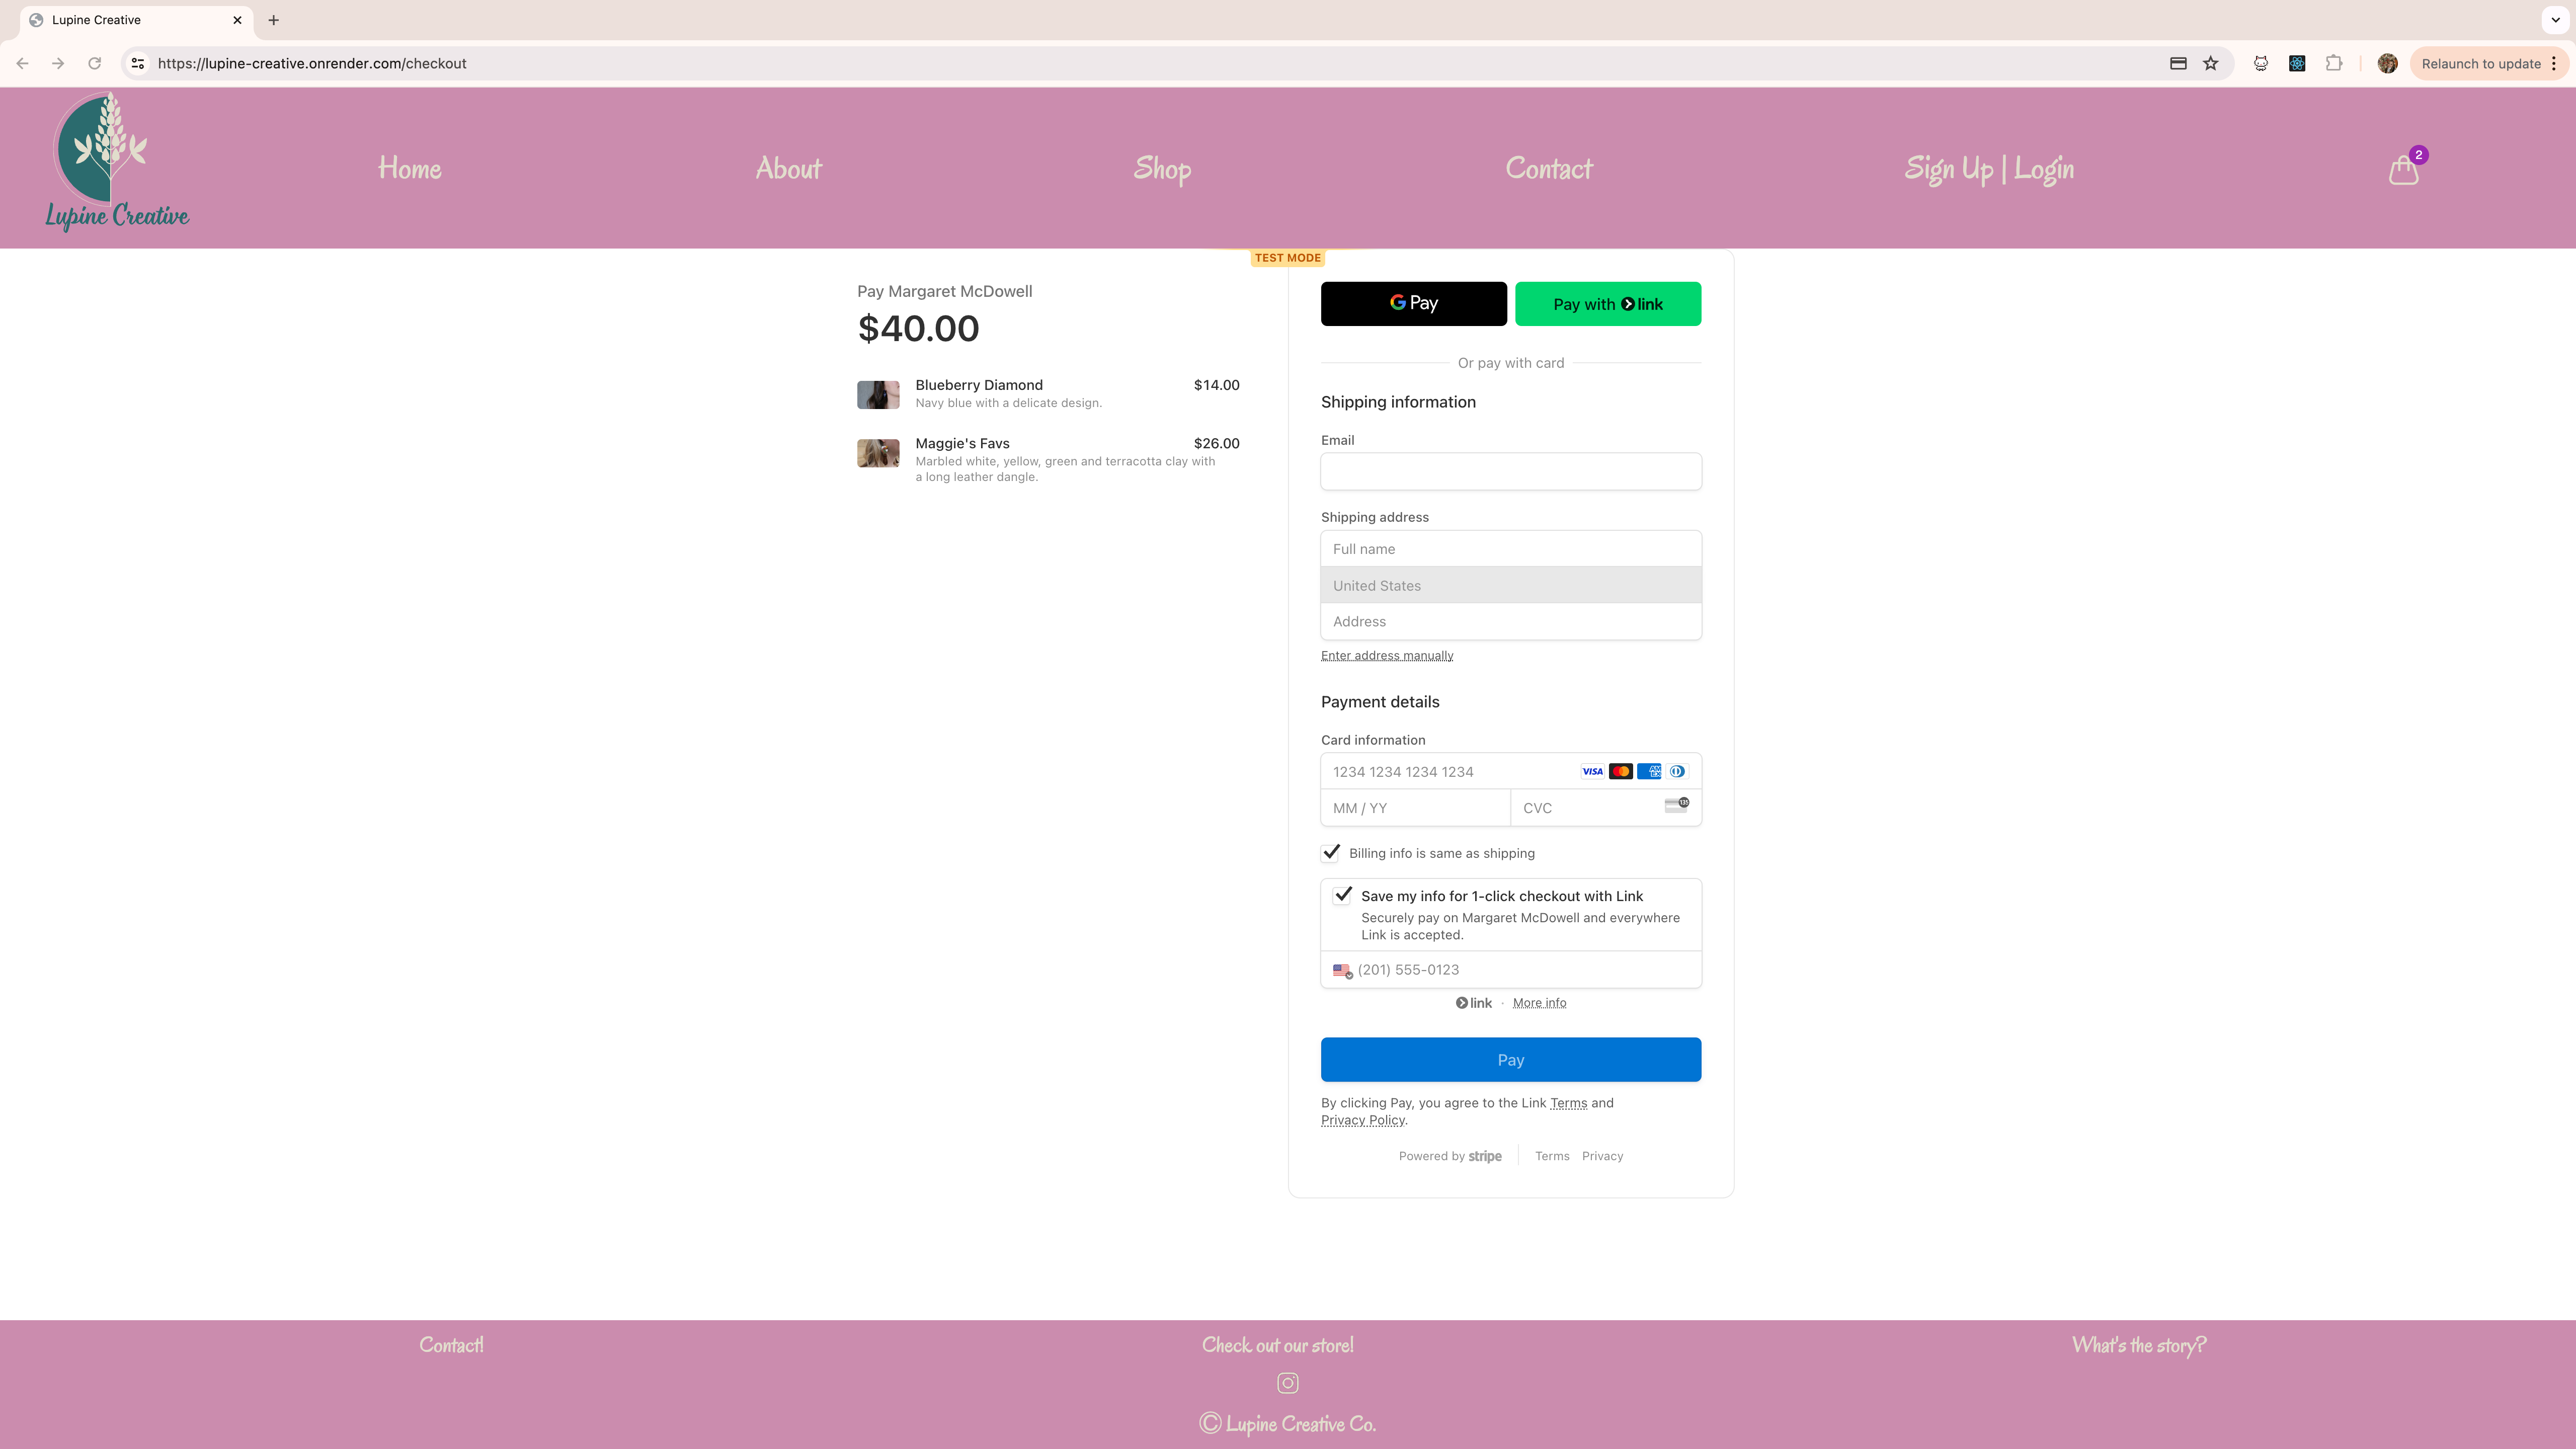 Lupine Creative
https://lupine-creative.onrender.com/checkout
Relaunch to update
Lupine Creative
Home
About
Shop
Contact
Sign Up | Login
2
TEST MODE
Pay Margaret McDowell
$40.00
Blueberry Diamond $14.00
Navy blue with a delicate design.
Maggie's Favs $26.00
Marbled white, yellow, green and terracotta clay with
a long leather dangle.
G Pay
Pay with link
Or pay with card
Shipping information
Email
Shipping address
Full name
United States
Address
Enter address manually
Payment details
Card information
1234 1234 1234 1234 VISA AM EX
MM / YY
CVC 135
Billing info is same as shipping
Save my info for 1-click checkout with Link
Securely pay on Margaret McDowell and everywhere
Link is accepted.
(201) 555-0123
link · More info
Pay
By clicking Pay, you agree to the Link Terms and
Privacy Policy.
Powered by stripe Terms Privacy
Contact!
Check out our store!
What's the story?
© Lupine Creative Co.